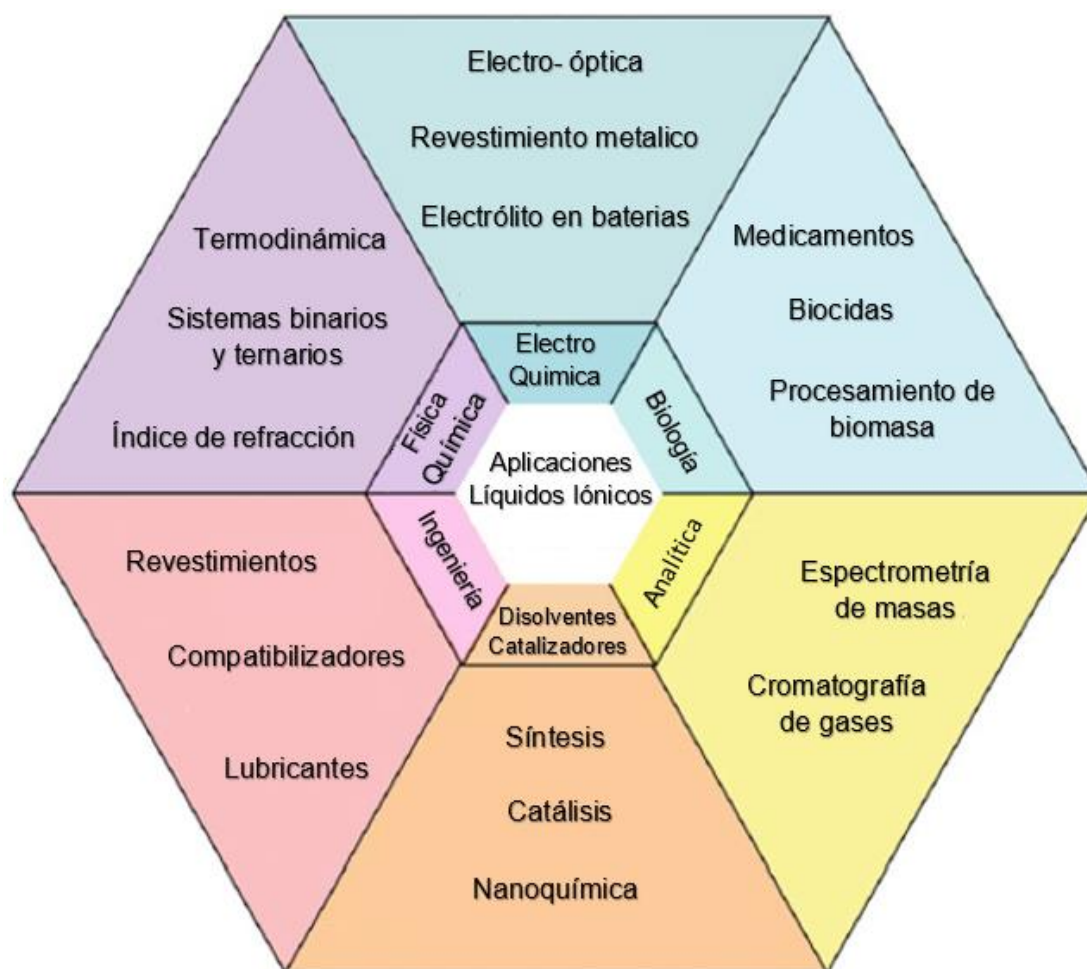 Electro- óptica
Revestimiento metalico
Electrólito en baterias
Medicamentos
Biocidas
Procesamiento de
biomasa
Termodinámica
Sistemas binarios
y ternarios
Índice de refracción
Electro
Quimica
Física
Química
Biología
Aplicaciones
Líquidos Iónicos
Ingeniería
Analítica
Disolventes
Catalizadores
Revestimientos
Compatibilizadores
Lubricantes
Espectrometría
de masas
Cromatografía
de gases
Síntesis
Catálisis
Nanoquímica